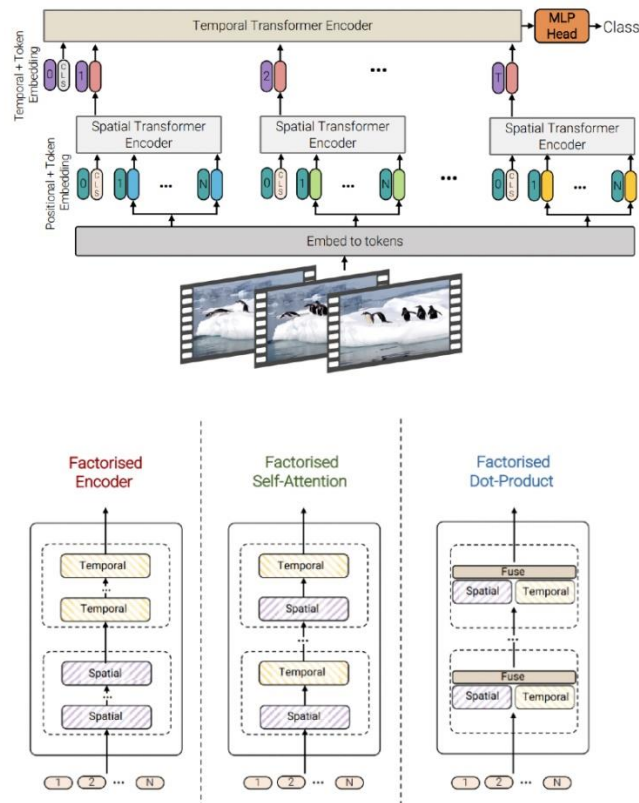 Temporal Transformer Encoder
MLP
Head
Class
Temporal + Token
Embedding
0
CLS
1
2
...
T
Spatial Transformer
Encoder
Spatial Transformer
Encoder
Spatial Transformer
Encoder
...
Positional + Token
Embedding
0
CLS
1
...
N
0
CLS
1
...
N
0
CLS
1
...
N
Embed to tokens
Factorised
Encoder
Temporal
...
Temporal
Spatial
...
Spatial
1 2 ... N
Factorised
Self-Attention
Temporal
Spatial
...
Temporal
Spatial
1 2 ... N
Factorised
Dot-Product
Fuse
Spatial Temporal
...
Fuse
Spatial Temporal
1 2 ... N